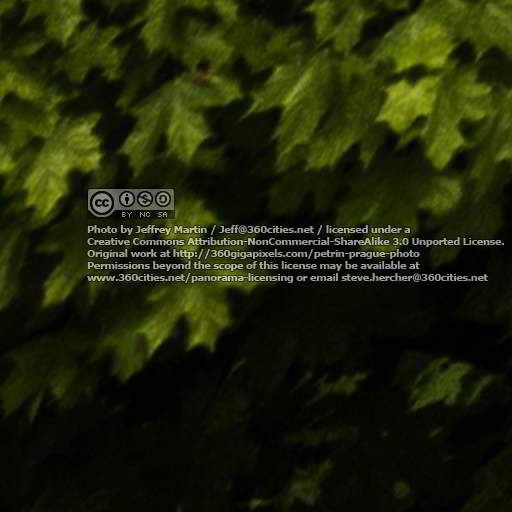 cc BY NC SA
Photo by Jeffrey Martin / Jeff@360cities.net / licensed under a
Creative Commons Attribution-NonCommercial-ShareAlike 3.0 Unported License.
Original work at http://360gigapixels.com/petrin-prague-photo
Permissions beyond the scope of this license may be available at
www.360cities.net/panorama-licensing or email steve.hercher@360cities.net